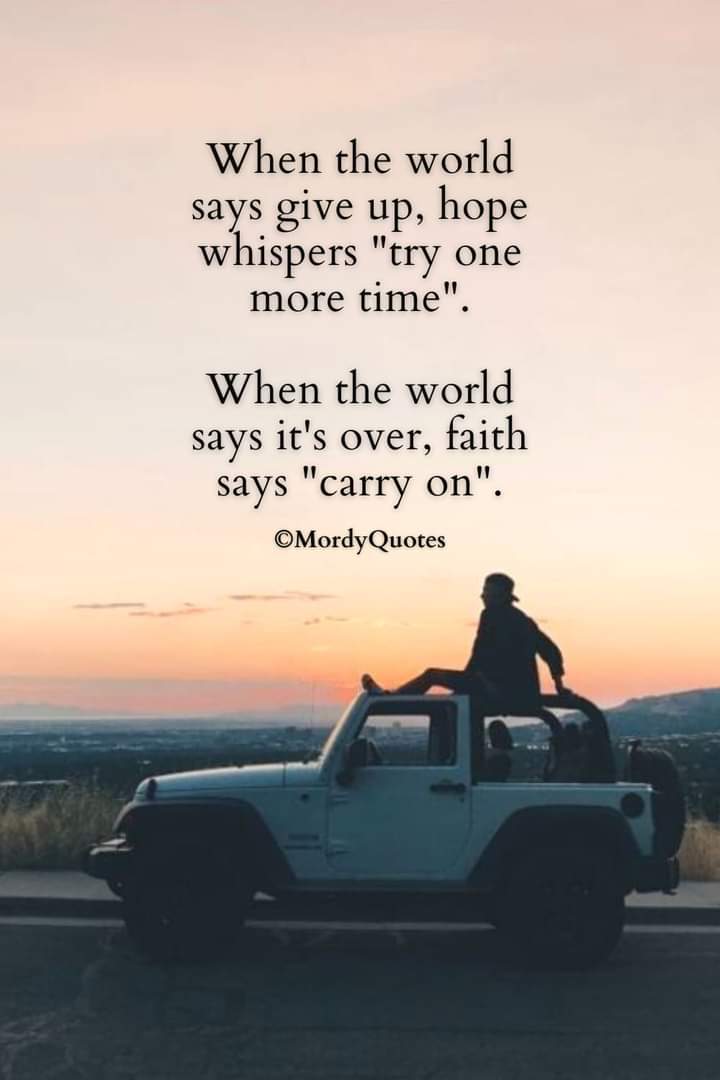 When the world
says give up, hope
whispers "try one
more time".
When the world
says it's over, faith
says "carry on".
©MordyQuotes